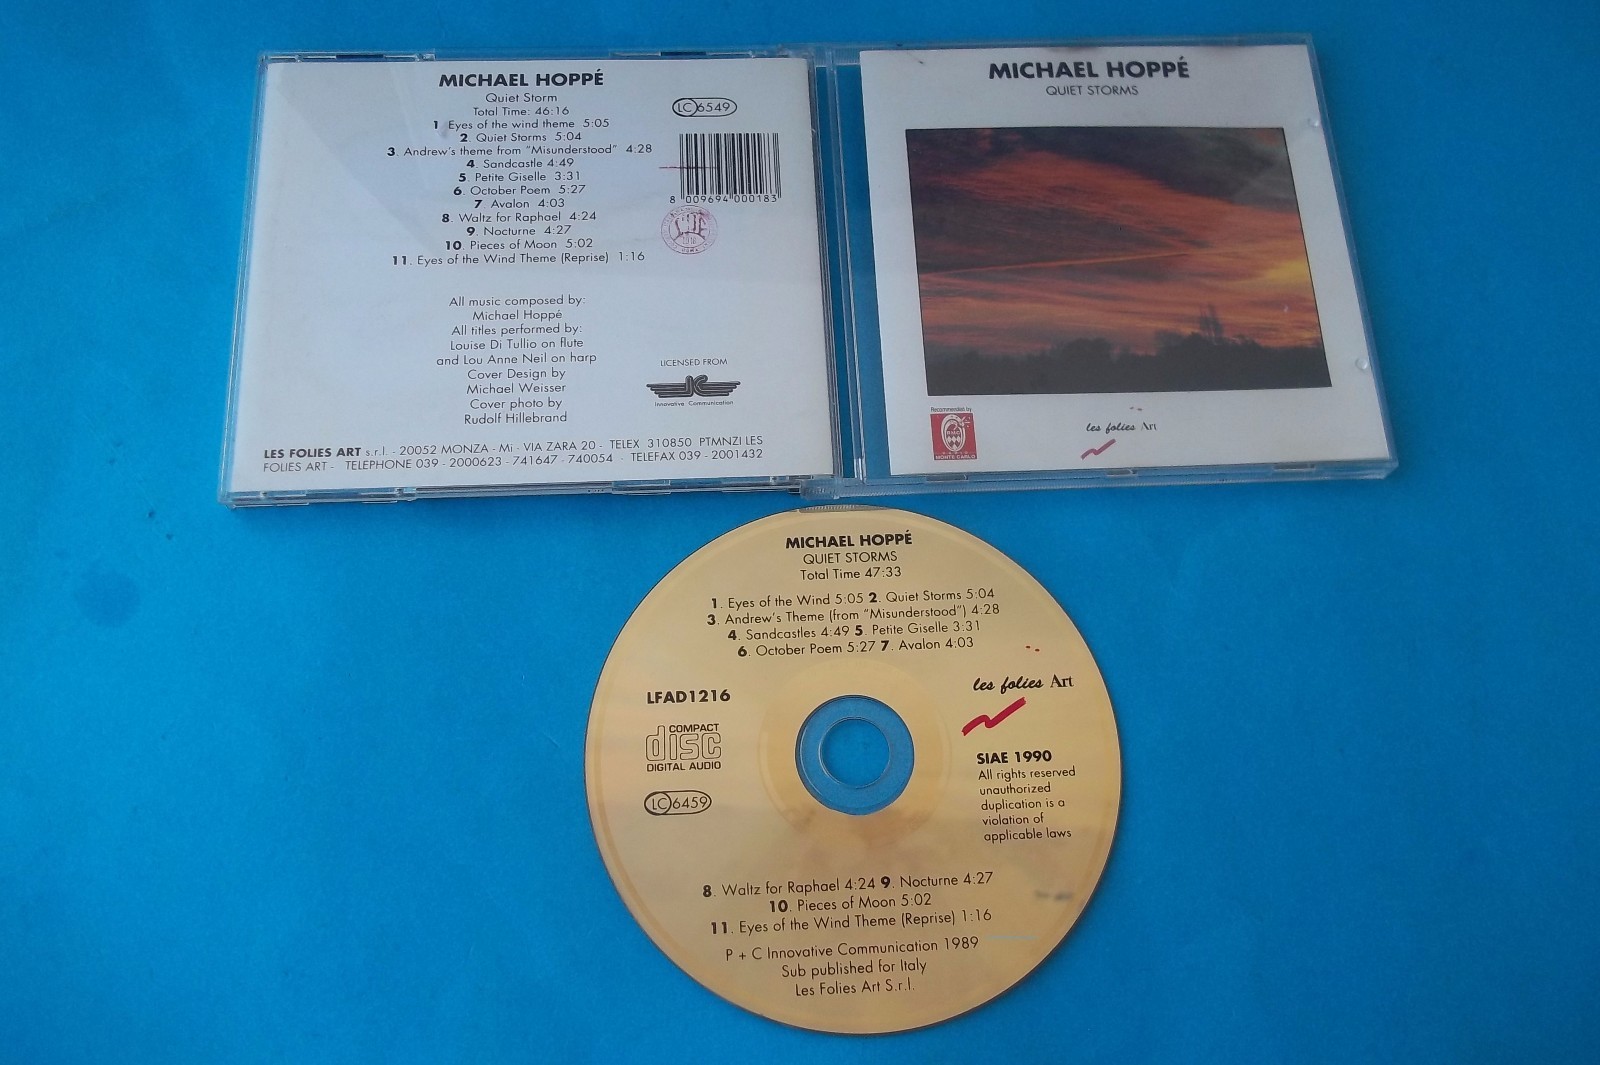 MICHAEL HOPPÉ
Quiet Storm
Total Time: 46:16
1 Eyes of the wind theme 5:05
2. Quiet Storms 5:04
3. Andrew's theme from "Misunderstood" 4:28
4. Sandcastle 4:49
5. Petite Giselle 3:31
6. October Poem 5:27
7 Avalon 4:03
8. Waltz for Raphael 4:24
9. Nocturne 4:27
10. Pieces of Moon 5:02
11. Eyes of the Wind Theme (Reprise) 1:16
LC 6549
8 009694 000183
All music composed by:
Michael Hoppé
All titles performed by:
Louise Di Tullio on flute
and Lou Anne Neil on harp
Cover Design by
Michael Weisser
Cover photo by
Rudolf Hillebrand
LICENSED FROM
IC
Innovative Communication
LES FOLIES ART s.r.l. - 20052 MONZA - Mi - VIA ZARA 20 - TELEX 310850 PTMNZI LES
FOLIES ART - TELEPHONE 039 - 2000623 - 741647 - 740054 - TELEFAX 039 - 2001432
MICHAEL HOPPÉ
QUIET STORMS
Recommended by
RADIO
MONTE CARLO
les folies Art
MICHAEL HOPPÉ
QUIET STORMS
Total Time 47:33
1. Eyes of the Wind 5:05 2. Quiet Storms 5:04
3. Andrew's Theme (from "Misunderstood") 4:28
4. Sandcastles 4:49 5. Petite Giselle 3:31
6. October Poem 5:27 7. Avalon 4:03
LFAD1216
COMPACT
disc
DIGITAL AUDIO
LC 6459
les folies Art
SIAE 1990
All rights reserved
unauthorized
duplication is a
violation of
applicable laws
8. Waltz for Raphael 4:24 9. Nocturne 4:27
10. Pieces of Moon 5:02
11. Eyes of the Wind Theme (Reprise) 1:16
P + C Innovative Communication 1989
Sub published for Italy
Les Folies Art S.r.l.